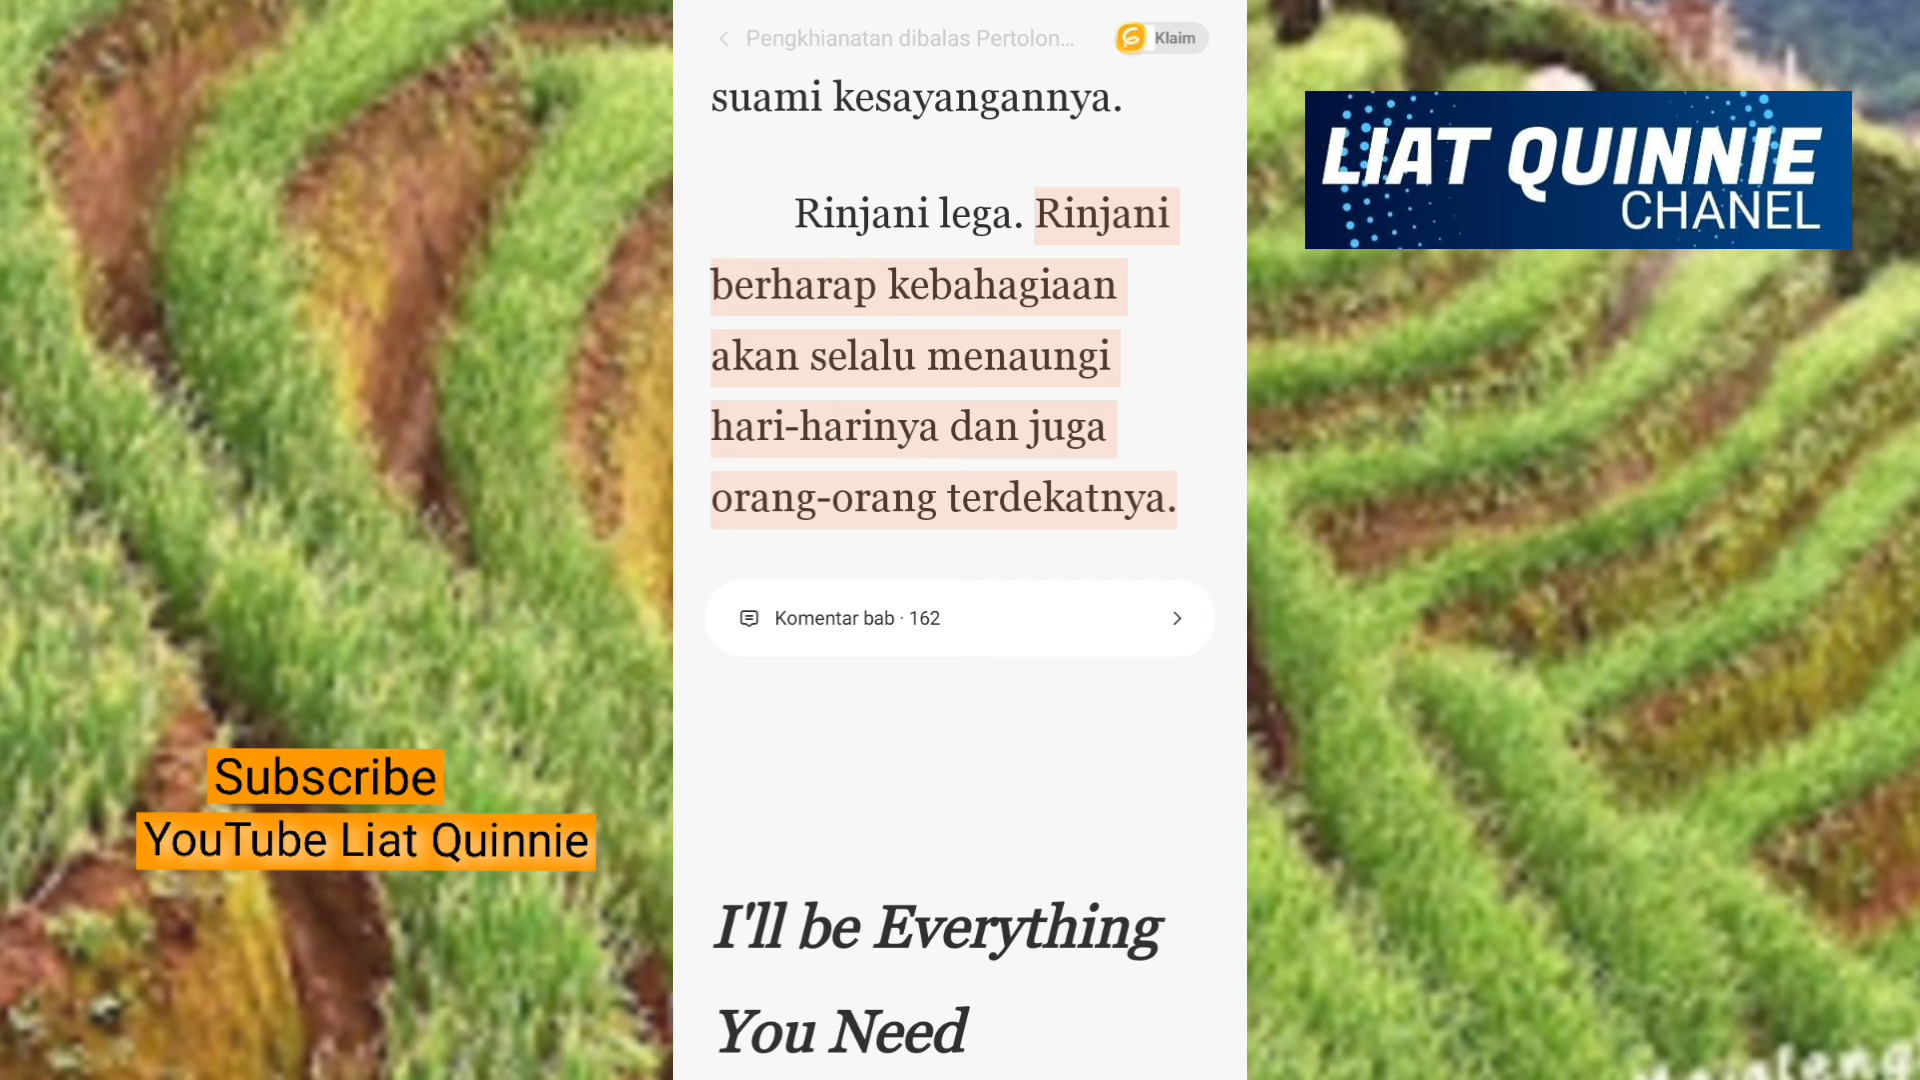 Pengkhianatan dibalas Pertolon...
Klaim
suami kesayangannya.
Rinjani lega. Rinjani
berharap kebahagiaan
akan selalu menaungi
hari-harinya dan juga
orang-orang terdekatnya.
Komentar bab · 162
I'll be Everything
You Need
LIAT QUINNIE
CHANEL
Subscribe
YouTube Liat Quinnie